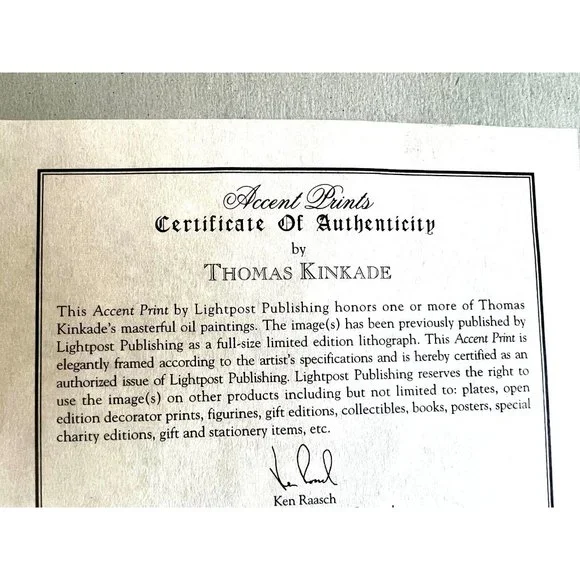 Accent Prints
Certificate Of Authenticity
by
THOMAS KINKADE
This Accent Print by Lightpost Publishing honors one or more of Thomas
Kinkade's masterful oil paintings. The image(s) has been previously published by
Lightpost Publishing as a full-size limited edition lithograph. This Accent Print is
elegantly framed according to the artist's specifications and is hereby certified as an
authorized issue of Lightpost Publishing. Lightpost Publishing reserves the right to
use the image(s) on other products including but not limited to: plates, open
edition decorator prints, figurines, gift editions, collectibles, books, posters, special
charity editions, gift and stationery items, etc.
Ken Raasch